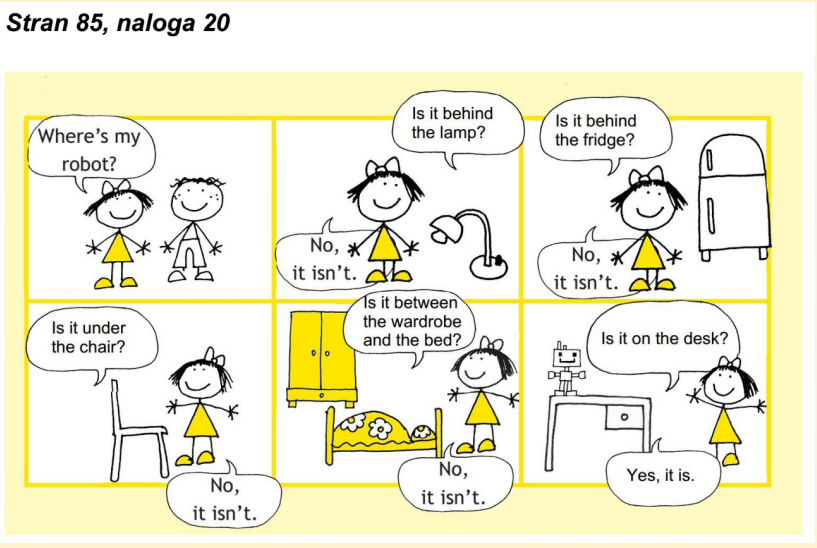 Stran 85, naloga 20
Where's my
robot?
Is it behind
the lamp?
No,
it isn't.
Is it behind
the fridge?
No,
it isn't.
Is it under
the chair?
No,
it isn't.
Is it between
the wardrobe
and the bed?
No,
it isn't.
Is it on the desk?
Yes, it is.